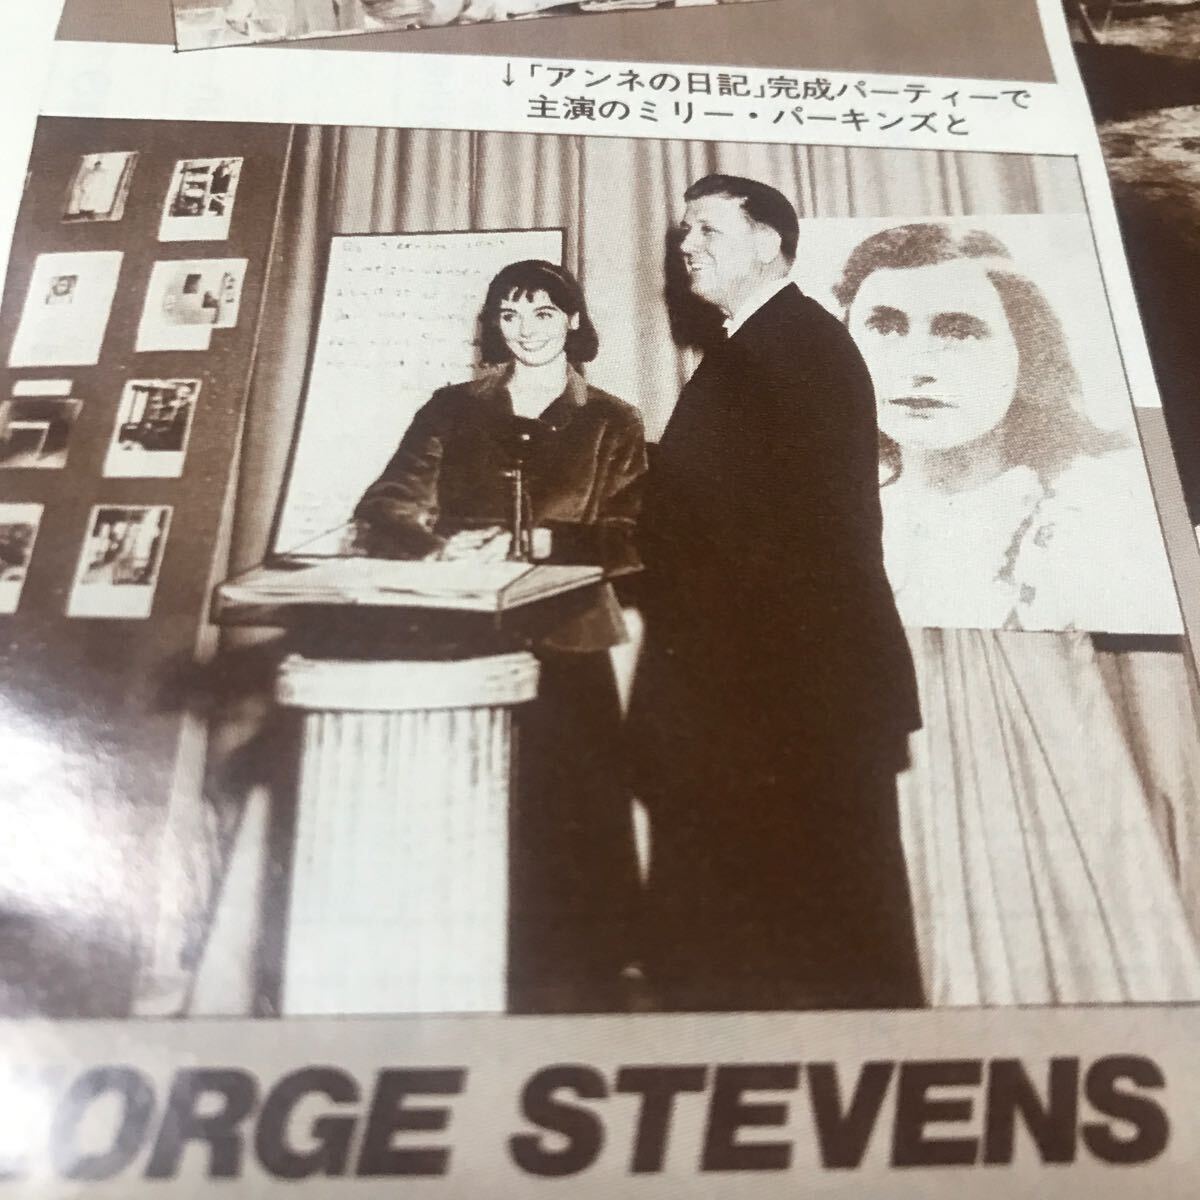 ↓「アンネの日記」完成パーティーで
主演のミリー・パーキンズと
EORGE STEVENS